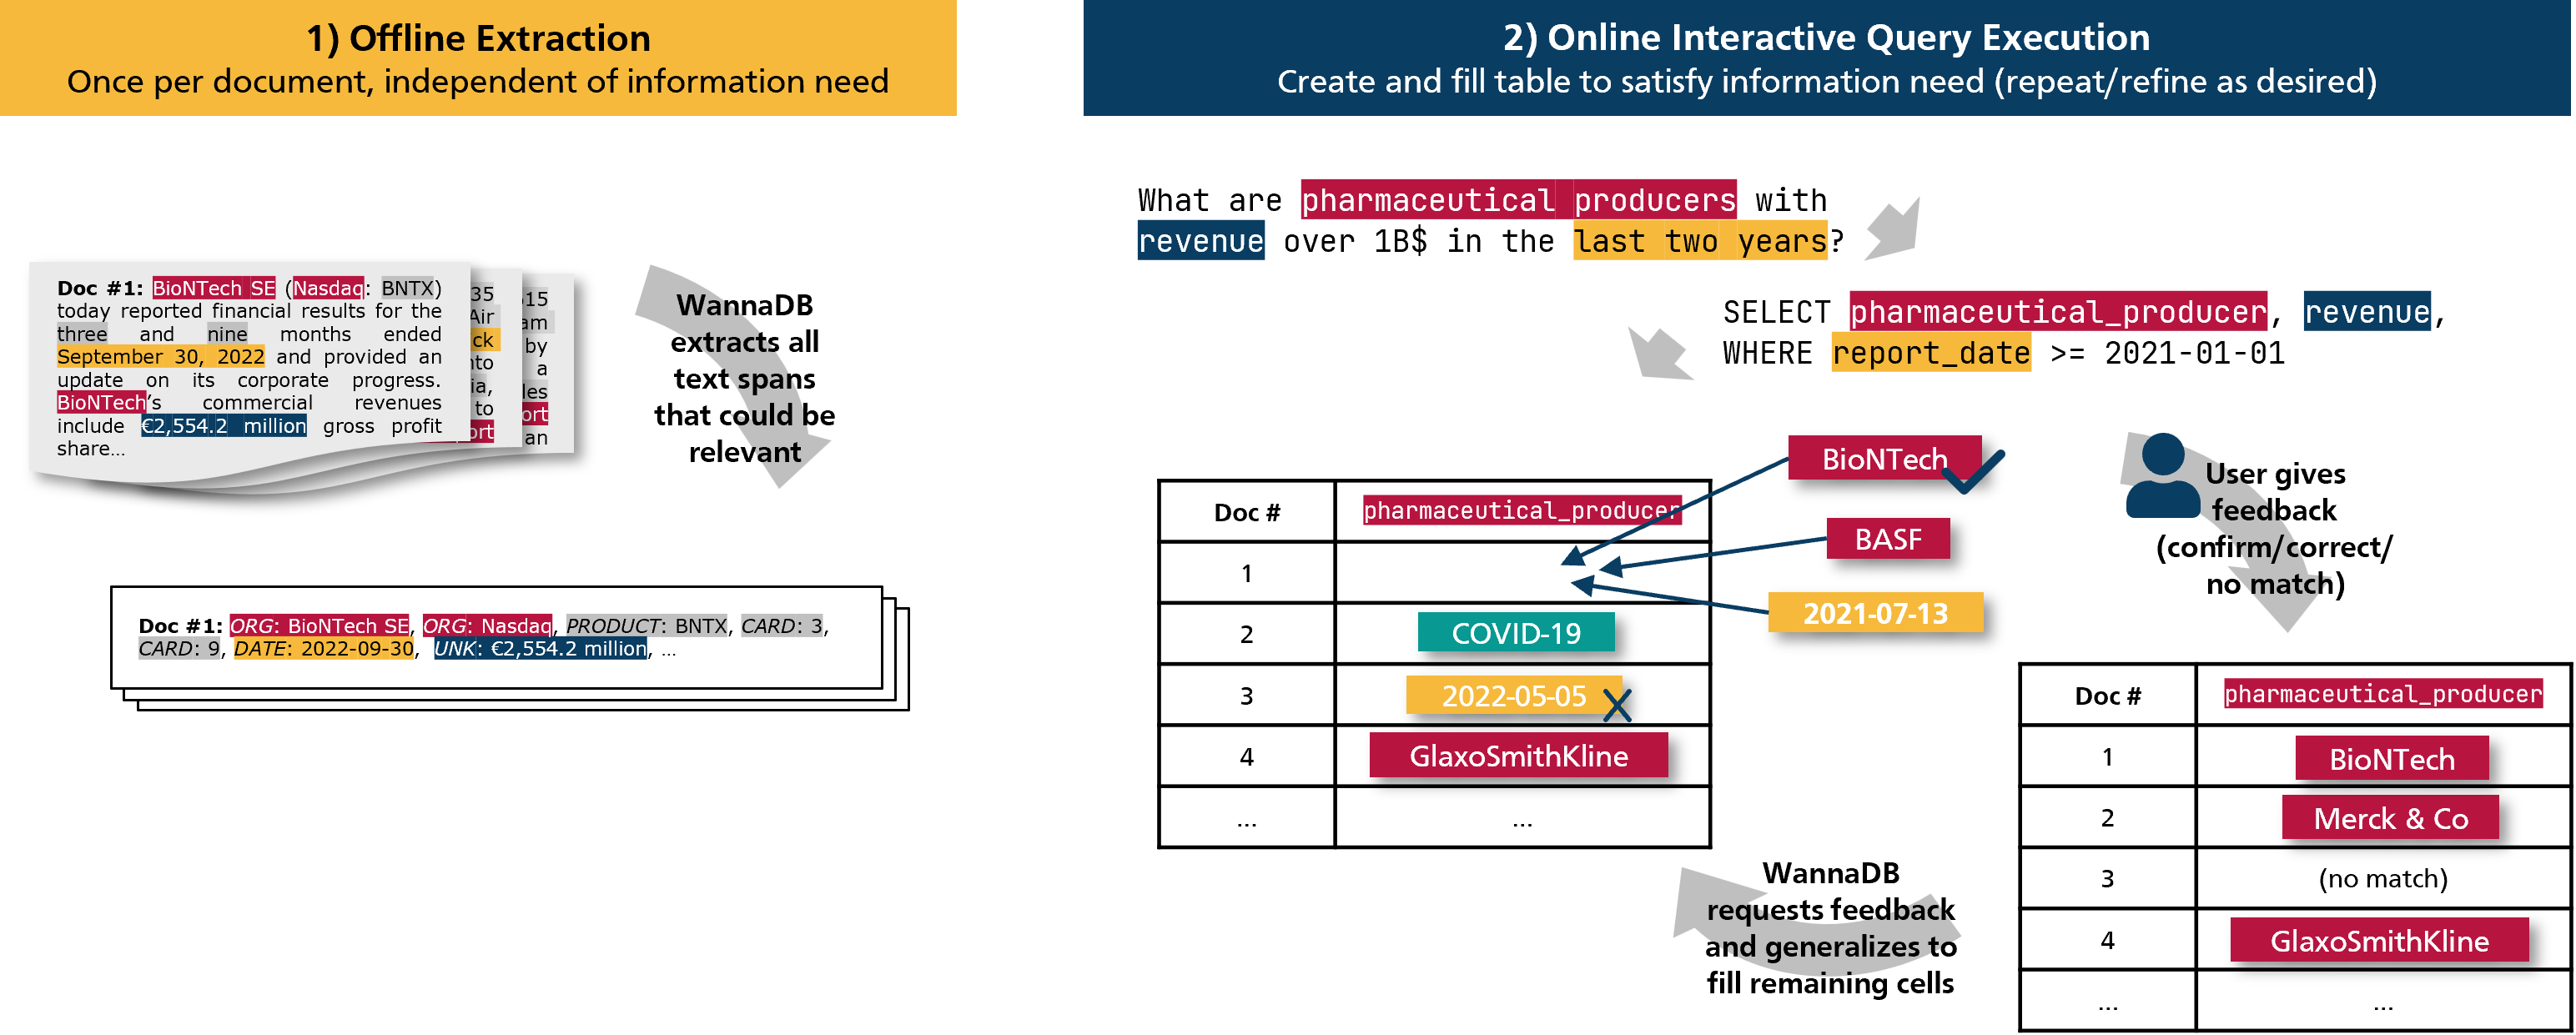 1) Offline Extraction
Once per document, independent of information need
Doc #1: BioNTech SE (Nasdaq: BNTX)
today reported financial results for the
three and nine months ended
September 30, 2022 and provided an
update on its corporate progress.
BioNTech's commercial revenues
include €2,554.2 million gross profit
share...
35
Air
ck
nto
ia,
to
port
15
am
by
a
les
ort
an
WannaDB
extracts all
text spans
that could be
relevant
Doc #1: ORG: BioNTech SE, ORG: Nasdaq, PRODUCT: BNTX, CARD: 3,
CARD: 9, DATE: 2022-09-30, UNK: €2,554.2 million, ...
2) Online Interactive Query Execution
Create and fill table to satisfy information need (repeat/refine as desired)
What are pharmaceutical producers with
revenue over 1B$ in the last two years?
SELECT pharmaceutical_producer, revenue,
WHERE report_date >= 2021-01-01
BioNTech
BASF
2021-07-13
User gives
feedback
(confirm/correct/
no match)
Doc # pharmaceutical_producer
1
2 COVID-19
3 2022-05-05
4 GlaxoSmithKline
... ...
WannaDB
requests feedback
and generalizes to
fill remaining cells
Doc # pharmaceutical_producer
1 BioNTech
2 Merck & Co
3 (no match)
4 GlaxoSmithKline
... ...